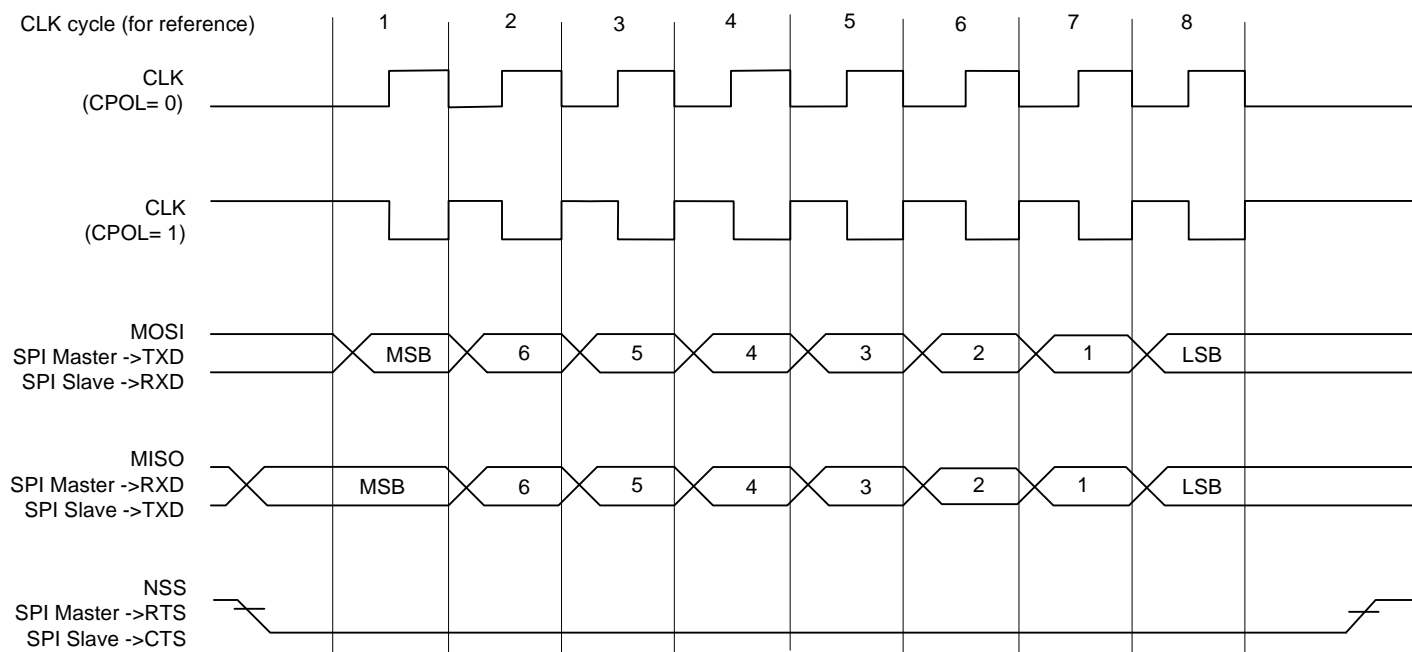 CLK cycle (for reference) 1 2 3 4 5 6 7 8
CLK
(CPOL= 0)
CLK
(CPOL= 1)
MOSI
SPI Master ->TXD
SPI Slave ->RXD
MSB 6 5 4 3 2 1 LSB
MISO
SPI Master ->RXD
SPI Slave ->TXD
MSB 6 5 4 3 2 1 LSB
NSS
SPI Master ->RTS
SPI Slave ->CTS